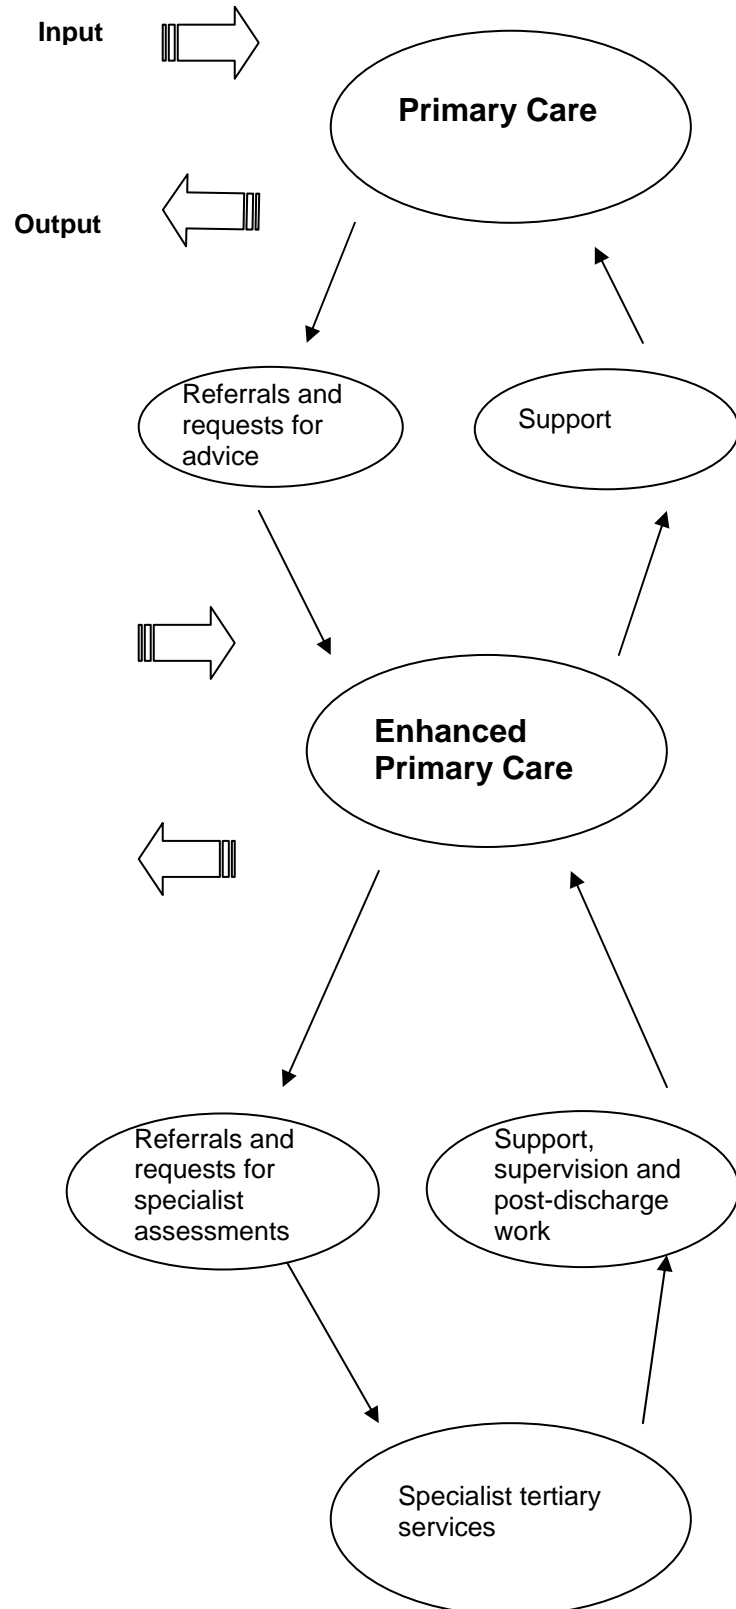 Input
Primary Care
Output
Referrals and
requests for
advice
Support
Enhanced
Primary Care
Referrals and
requests for
specialist
assessments
Support,
supervision and
post-discharge
work
Specialist tertiary
services